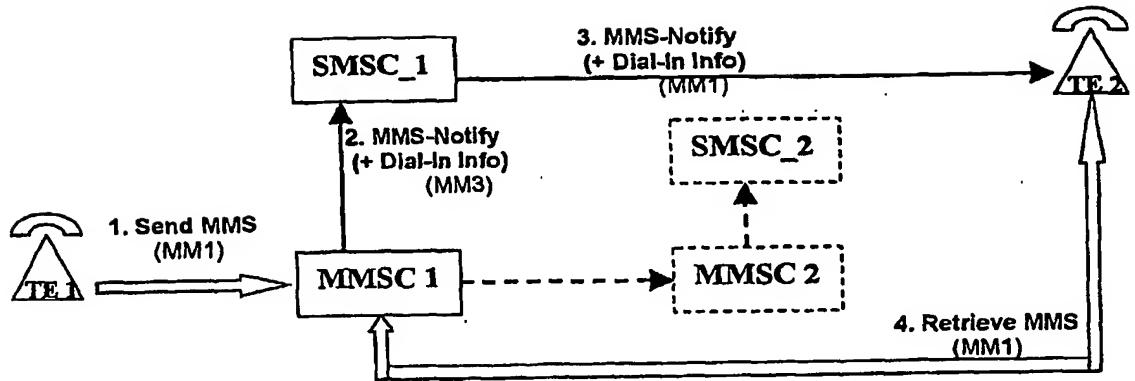 3. MMS-Notify
(+ Dial-In Info)
(MM1)
SMSC_1
TE 2
2. MMS-Notify
(+ Dial-In Info)
(MM3)
SMSC_2
1. Send MMS
(MM1)
TE 1
MMSC 1
MMSC 2
4. Retrieve MMS
(MM1)